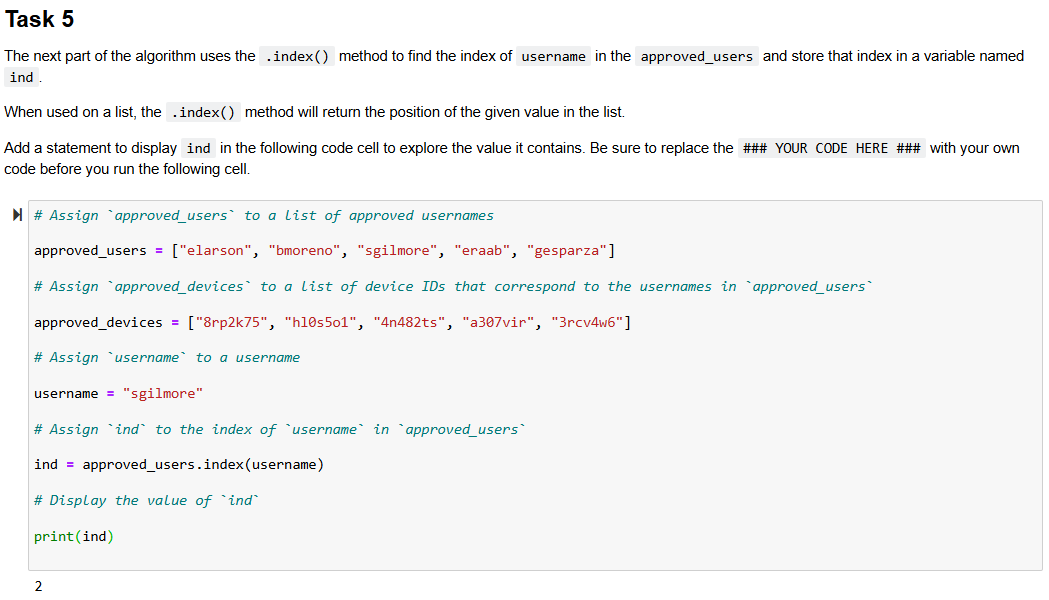 Task 5
The next part of the algorithm uses the .index() method to find the index of username in the approved_users and store that index in a variable named
ind .
When used on a list, the .index() method will return the position of the given value in the list.
Add a statement to display ind in the following code cell to explore the value it contains. Be sure to replace the ### YOUR CODE HERE ### with your own
code before you run the following cell.
# Assign `approved_users` to a list of approved usernames
approved_users = ["elarson", "bmoreno", "sgilmore", "eraab", "gesparza"]
# Assign `approved_devices` to a list of device IDs that correspond to the usernames in `approved_users`
approved_devices = ["8rp2k75", "hl0s5o1", "4n482ts", "a307vir", "3rcv4w6"]
# Assign `username` to a username
username = "sgilmore"
# Assign `ind` to the index of `username` in `approved_users`
ind = approved_users.index(username)
# Display the value of `ind`
print(ind)
2